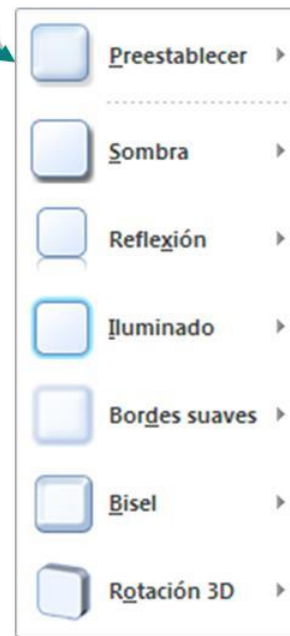 Preestablecer
Sombra
Reflexión
Iluminado
Bordes suaves
Bisel
Rotación 3D